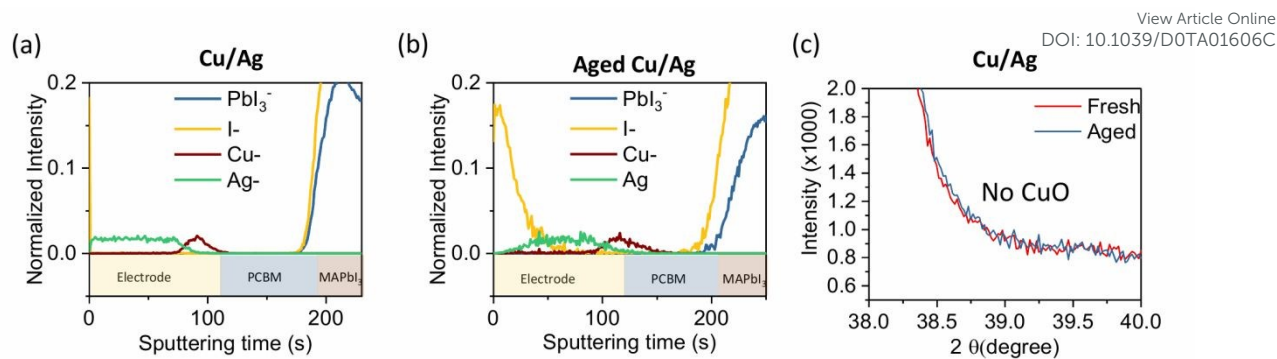 View Article Online
DOI: 10.1039/D0TA01606C
(a)
Cu/Ag
Normalized Intensity
0.2
0.1
0.0
PbI₃⁻
I-
Cu-
Ag-
Electrode
PCBM
MAPbI₃
0
100
200
Sputtering time (s)
(b)
Aged Cu/Ag
Normalized Intensity
0.2
0.1
0.0
PbI₃⁻
I-
Cu-
Ag
Electrode
PCBM
MAPbI₃
0
100
200
Sputtering time (s)
(c)
Cu/Ag
Intensity (x1000)
2.0
1.8
1.6
1.4
1.2
1.0
0.8
0.6
Fresh
Aged
No CuO
38.0
38.5
39.0
39.5
40.0
2 θ(degree)